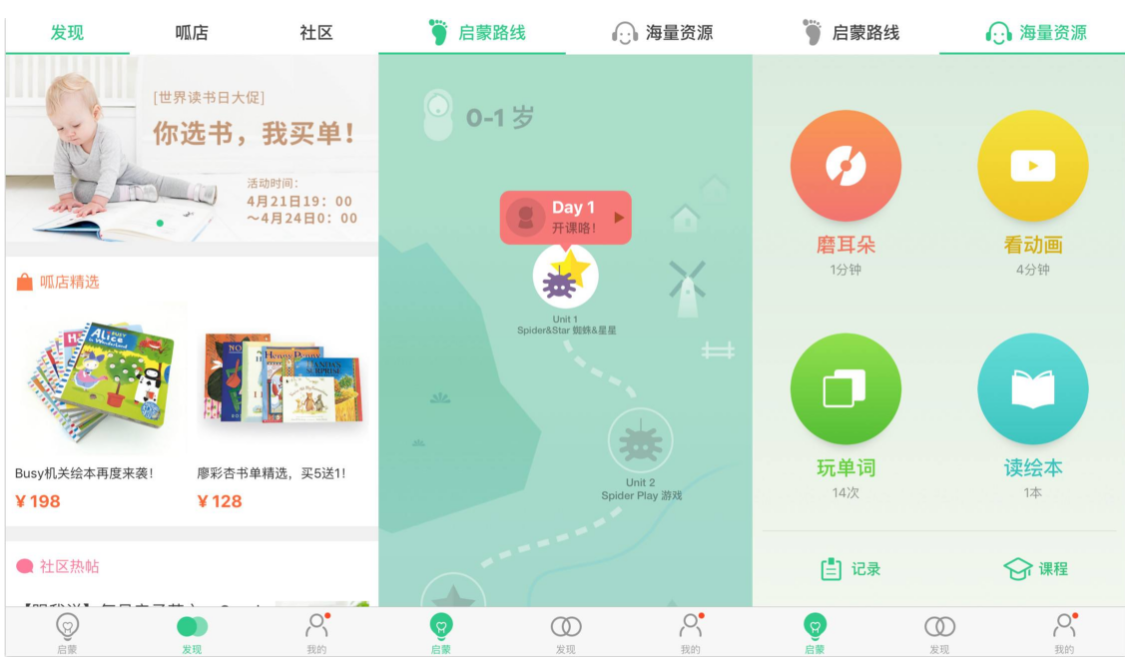 发现
呱店
社区
[世界读书日大促]
你选书，我买单！
活动时间：
4月21日19：00
～4月24日0：00
呱店精选
Alice
in Wonderland
Busy机关绘本再度来袭！
¥ 198
廖彩杏书单精选，买5送1！
¥ 128
社区热帖
启蒙
发现
我的
启蒙路线
海量资源
0-1 岁
Day 1
开课咯！
Unit 1
Spider&Star 蜘蛛&星星
Unit 2
Spider Play 游戏
启蒙
发现
我的
启蒙路线
海量资源
磨耳朵
1分钟
看动画
4分钟
玩单词
14次
读绘本
1本
记录
课程
启蒙
发现
我的